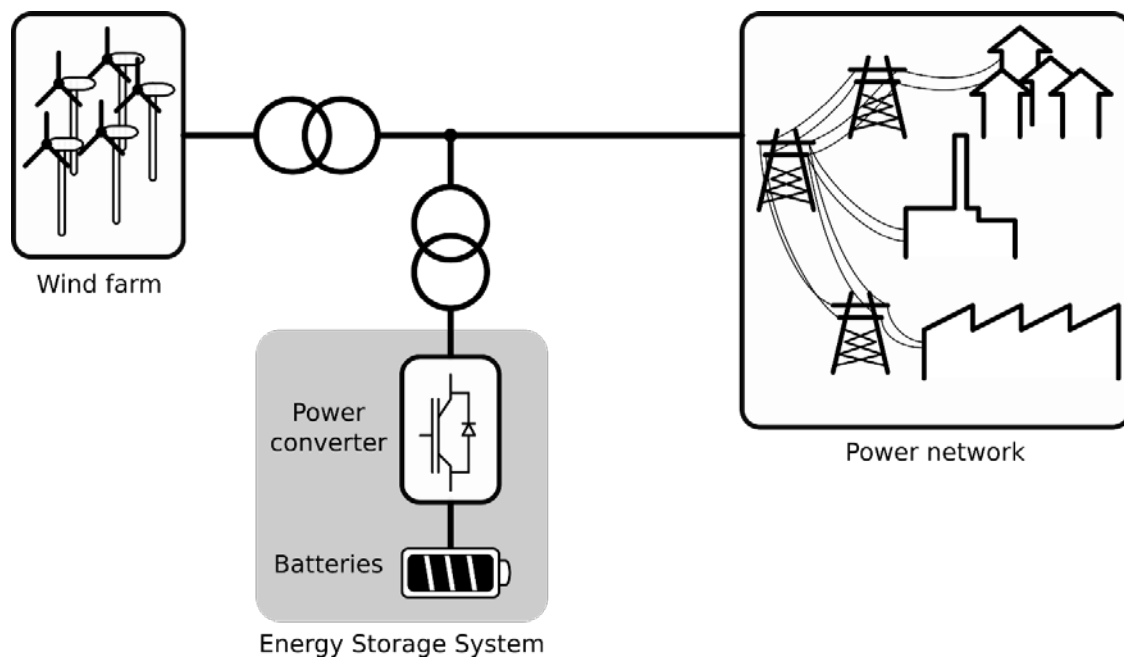 Wind farm
Power network
Power
converter
Batteries
Energy Storage System